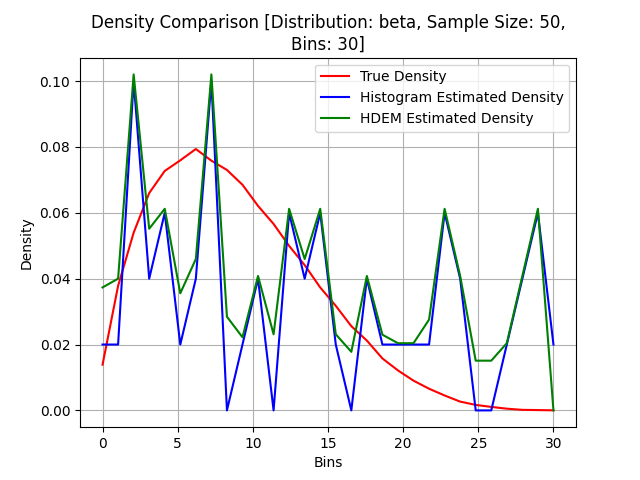 Density Comparison [Distribution: beta, Sample Size: 50,
Bins: 30]
True Density
Histogram Estimated Density
HDEM Estimated Density
Density
0.10
0.08
0.06
0.04
0.02
0.00
0 5 10 15 20 25 30
Bins